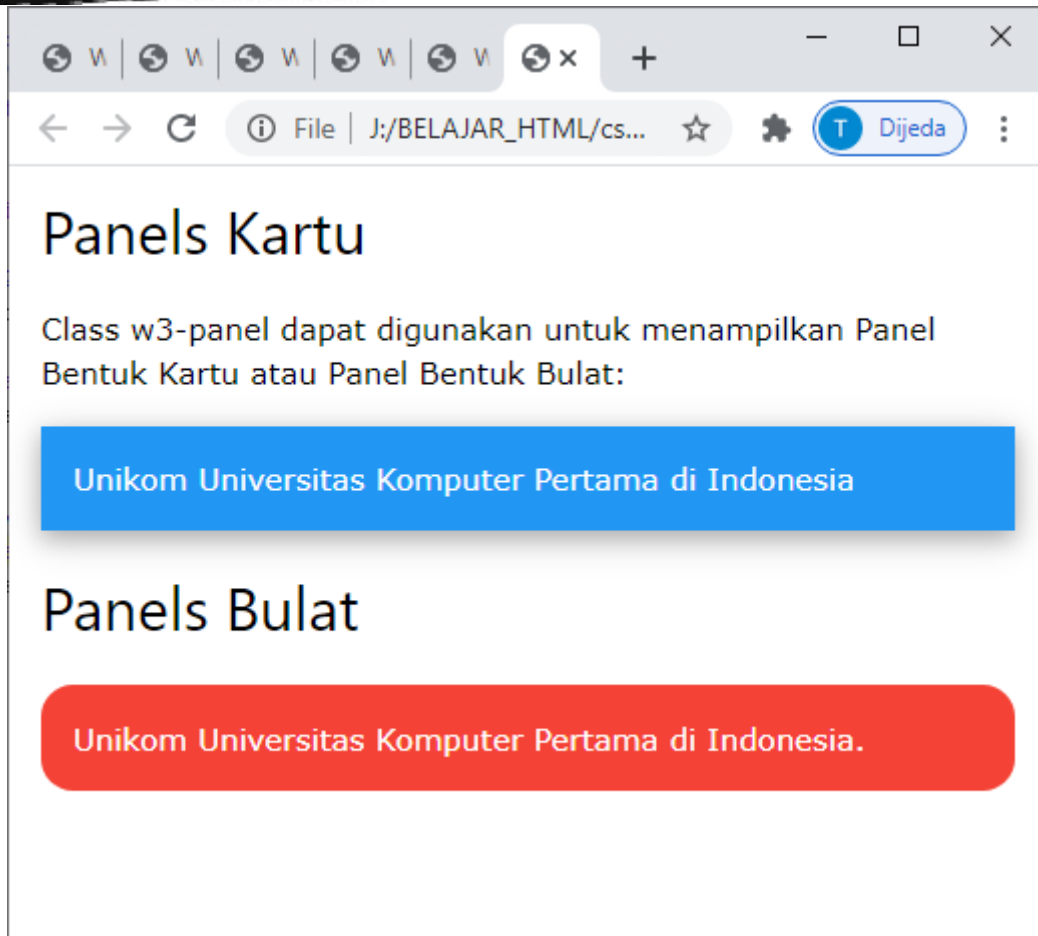 W W W W W
File J:/BELAJAR_HTML/cs... T Dijeda
Panels Kartu
Class w3-panel dapat digunakan untuk menampilkan Panel
Bentuk Kartu atau Panel Bentuk Bulat:
Unikom Universitas Komputer Pertama di Indonesia
Panels Bulat
Unikom Universitas Komputer Pertama di Indonesia.